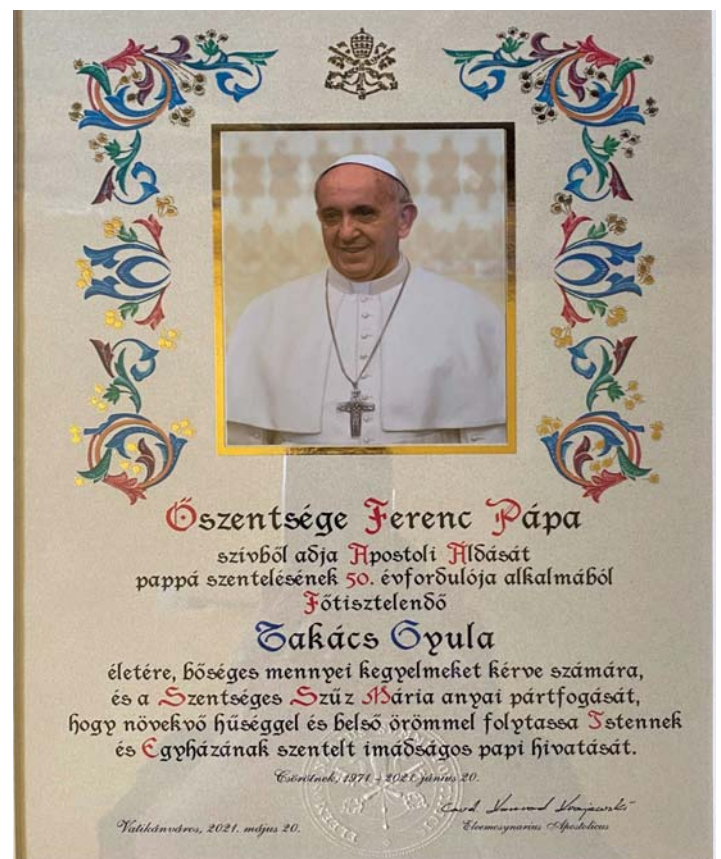 Őszentsége Ferenc Pápa
szívből adja Apostoli Áldását
pappá szentelésének 50. évfordulója alkalmából
Főtisztelendő
Takács Gyula
életére, bőséges mennyei kegyelmeket kérve számára,
és a Szentséges Szűz Mária anyai pártfogását,
hogy növekvő hűséggel és belső örömmel folytassa Istennek
és Egyházának szentelt imádságos papi hivatását.
Csörötnek, 1971. - 2021. június 20.
Vatikánváros, 2021. május 20.
Eleemosynarius Apostolicus